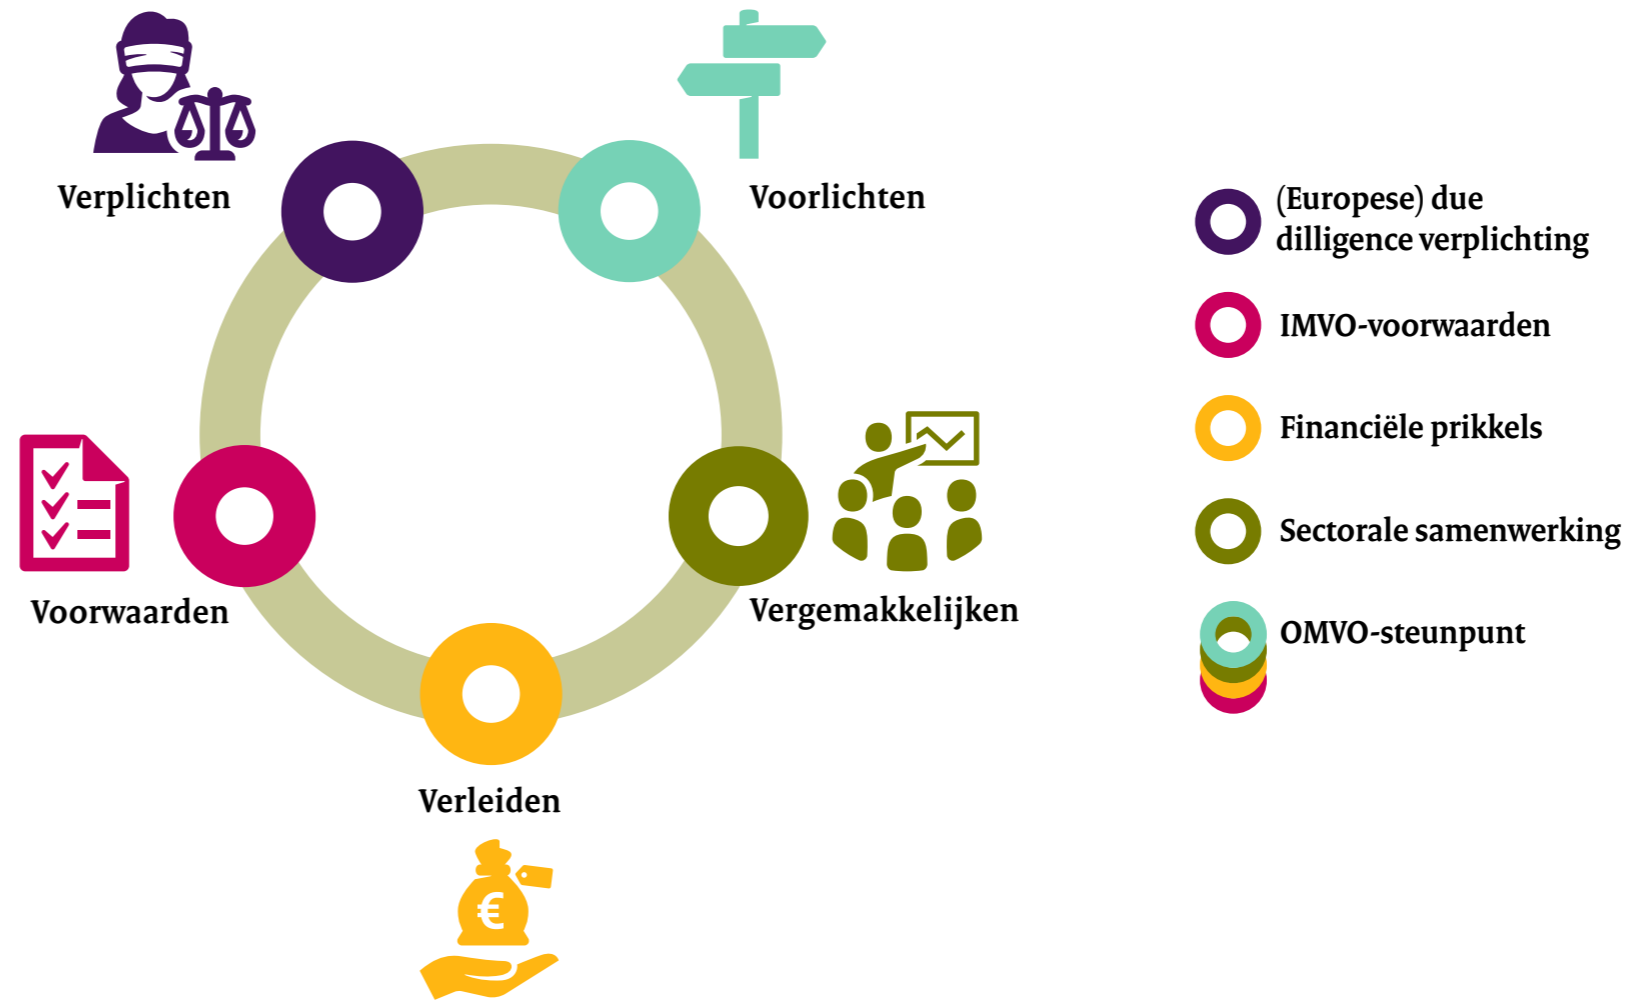 Verplichten
Voorlichten
Voorwaarden
Vergemakkelijken
Verleiden
€
(Europese) due
dilligence verplichting
IMVO-voorwaarden
Financiële prikkels
Sectorale samenwerking
OMVO-steunpunt